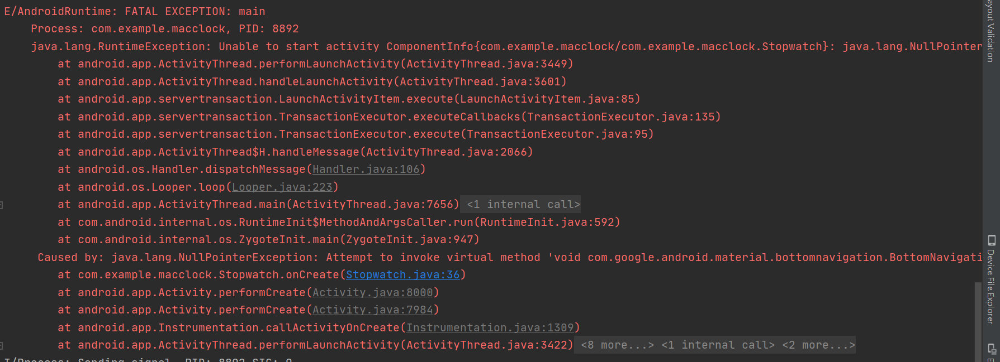 E/AndroidRuntime: FATAL EXCEPTION: main
Process: com.example.macclock, PID: 8892
java.lang.RuntimeException: Unable to start activity ComponentInfo{com.example.macclock/com.example.macclock.Stopwatch}: java.lang.NullPointer
at android.app.ActivityThread.performLaunchActivity(ActivityThread.java:3449)
at android.app.ActivityThread.handleLaunchActivity(ActivityThread.java:3601)
at android.app.servertransaction.LaunchActivityItem.execute(LaunchActivityItem.java:85)
at android.app.servertransaction.TransactionExecutor.executeCallbacks(TransactionExecutor.java:135)
at android.app.servertransaction.TransactionExecutor.execute(TransactionExecutor.java:95)
at android.app.ActivityThread$H.handleMessage(ActivityThread.java:2066)
at android.os.Handler.dispatchMessage(Handler.java:106)
at android.os.Looper.loop(Looper.java:223)
at android.app.ActivityThread.main(ActivityThread.java:7656) <1 internal call>
at com.android.internal.os.RuntimeInit$MethodAndArgsCaller.run(RuntimeInit.java:592)
at com.android.internal.os.ZygoteInit.main(ZygoteInit.java:947)
Caused by: java.lang.NullPointerException: Attempt to invoke virtual method 'void com.google.android.material.bottomnavigation.BottomNavigati
at com.example.macclock.Stopwatch.onCreate(Stopwatch.java:36)
at android.app.Activity.performCreate(Activity.java:8000)
at android.app.Activity.performCreate(Activity.java:7984)
at android.app.Instrumentation.callActivityOnCreate(Instrumentation.java:1309)
at android.app.ActivityThread.performLaunchActivity(ActivityThread.java:3422) <8 more...> <1 internal call> <2 more...>
I/Process: Sending signal. PID: 8892 SIG: 9
ayout Validation
Device File Explorer